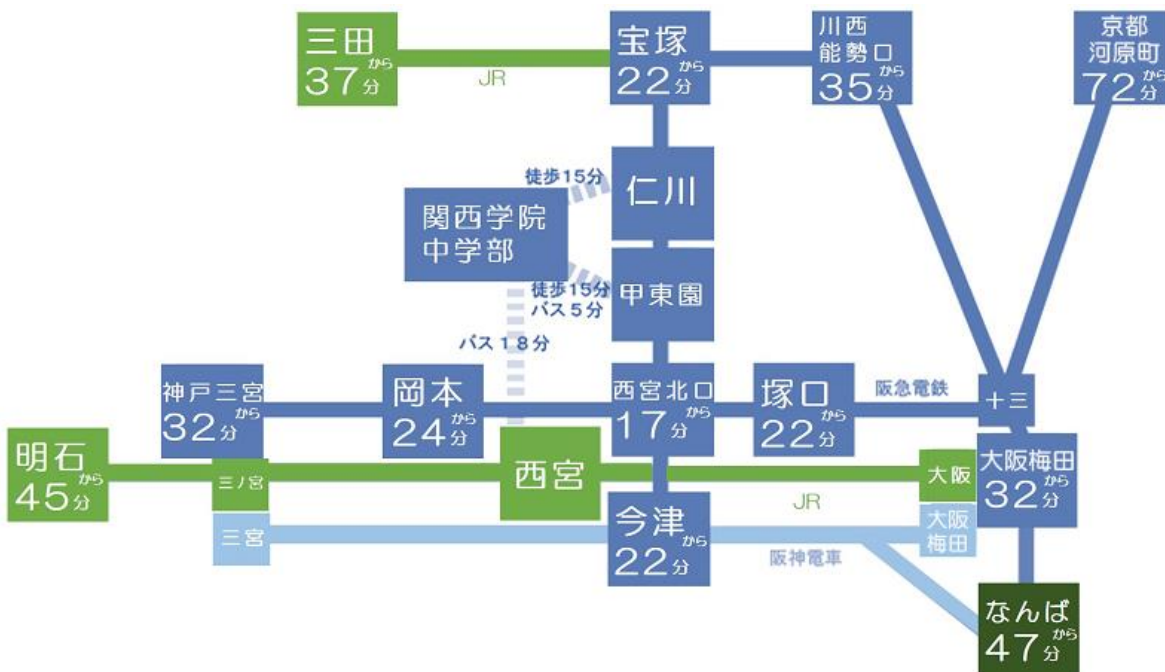 三田
37分から
JR
宝塚
22分から
川西
能勢口
35分から
京都
河原町
72分から
徒歩15分
仁川
関西学院
中学部
徒歩15分
バス5分
甲東園
バス18分
神戸三宮
32分から
岡本
24分から
西宮北口
17分から
塚口
22分から
阪急電鉄
十三
明石
45分から
三ノ宮
西宮
大阪
JR
大阪梅田
32分から
三宮
今津
22分から
阪神電車
大阪
梅田
なんば
47分から